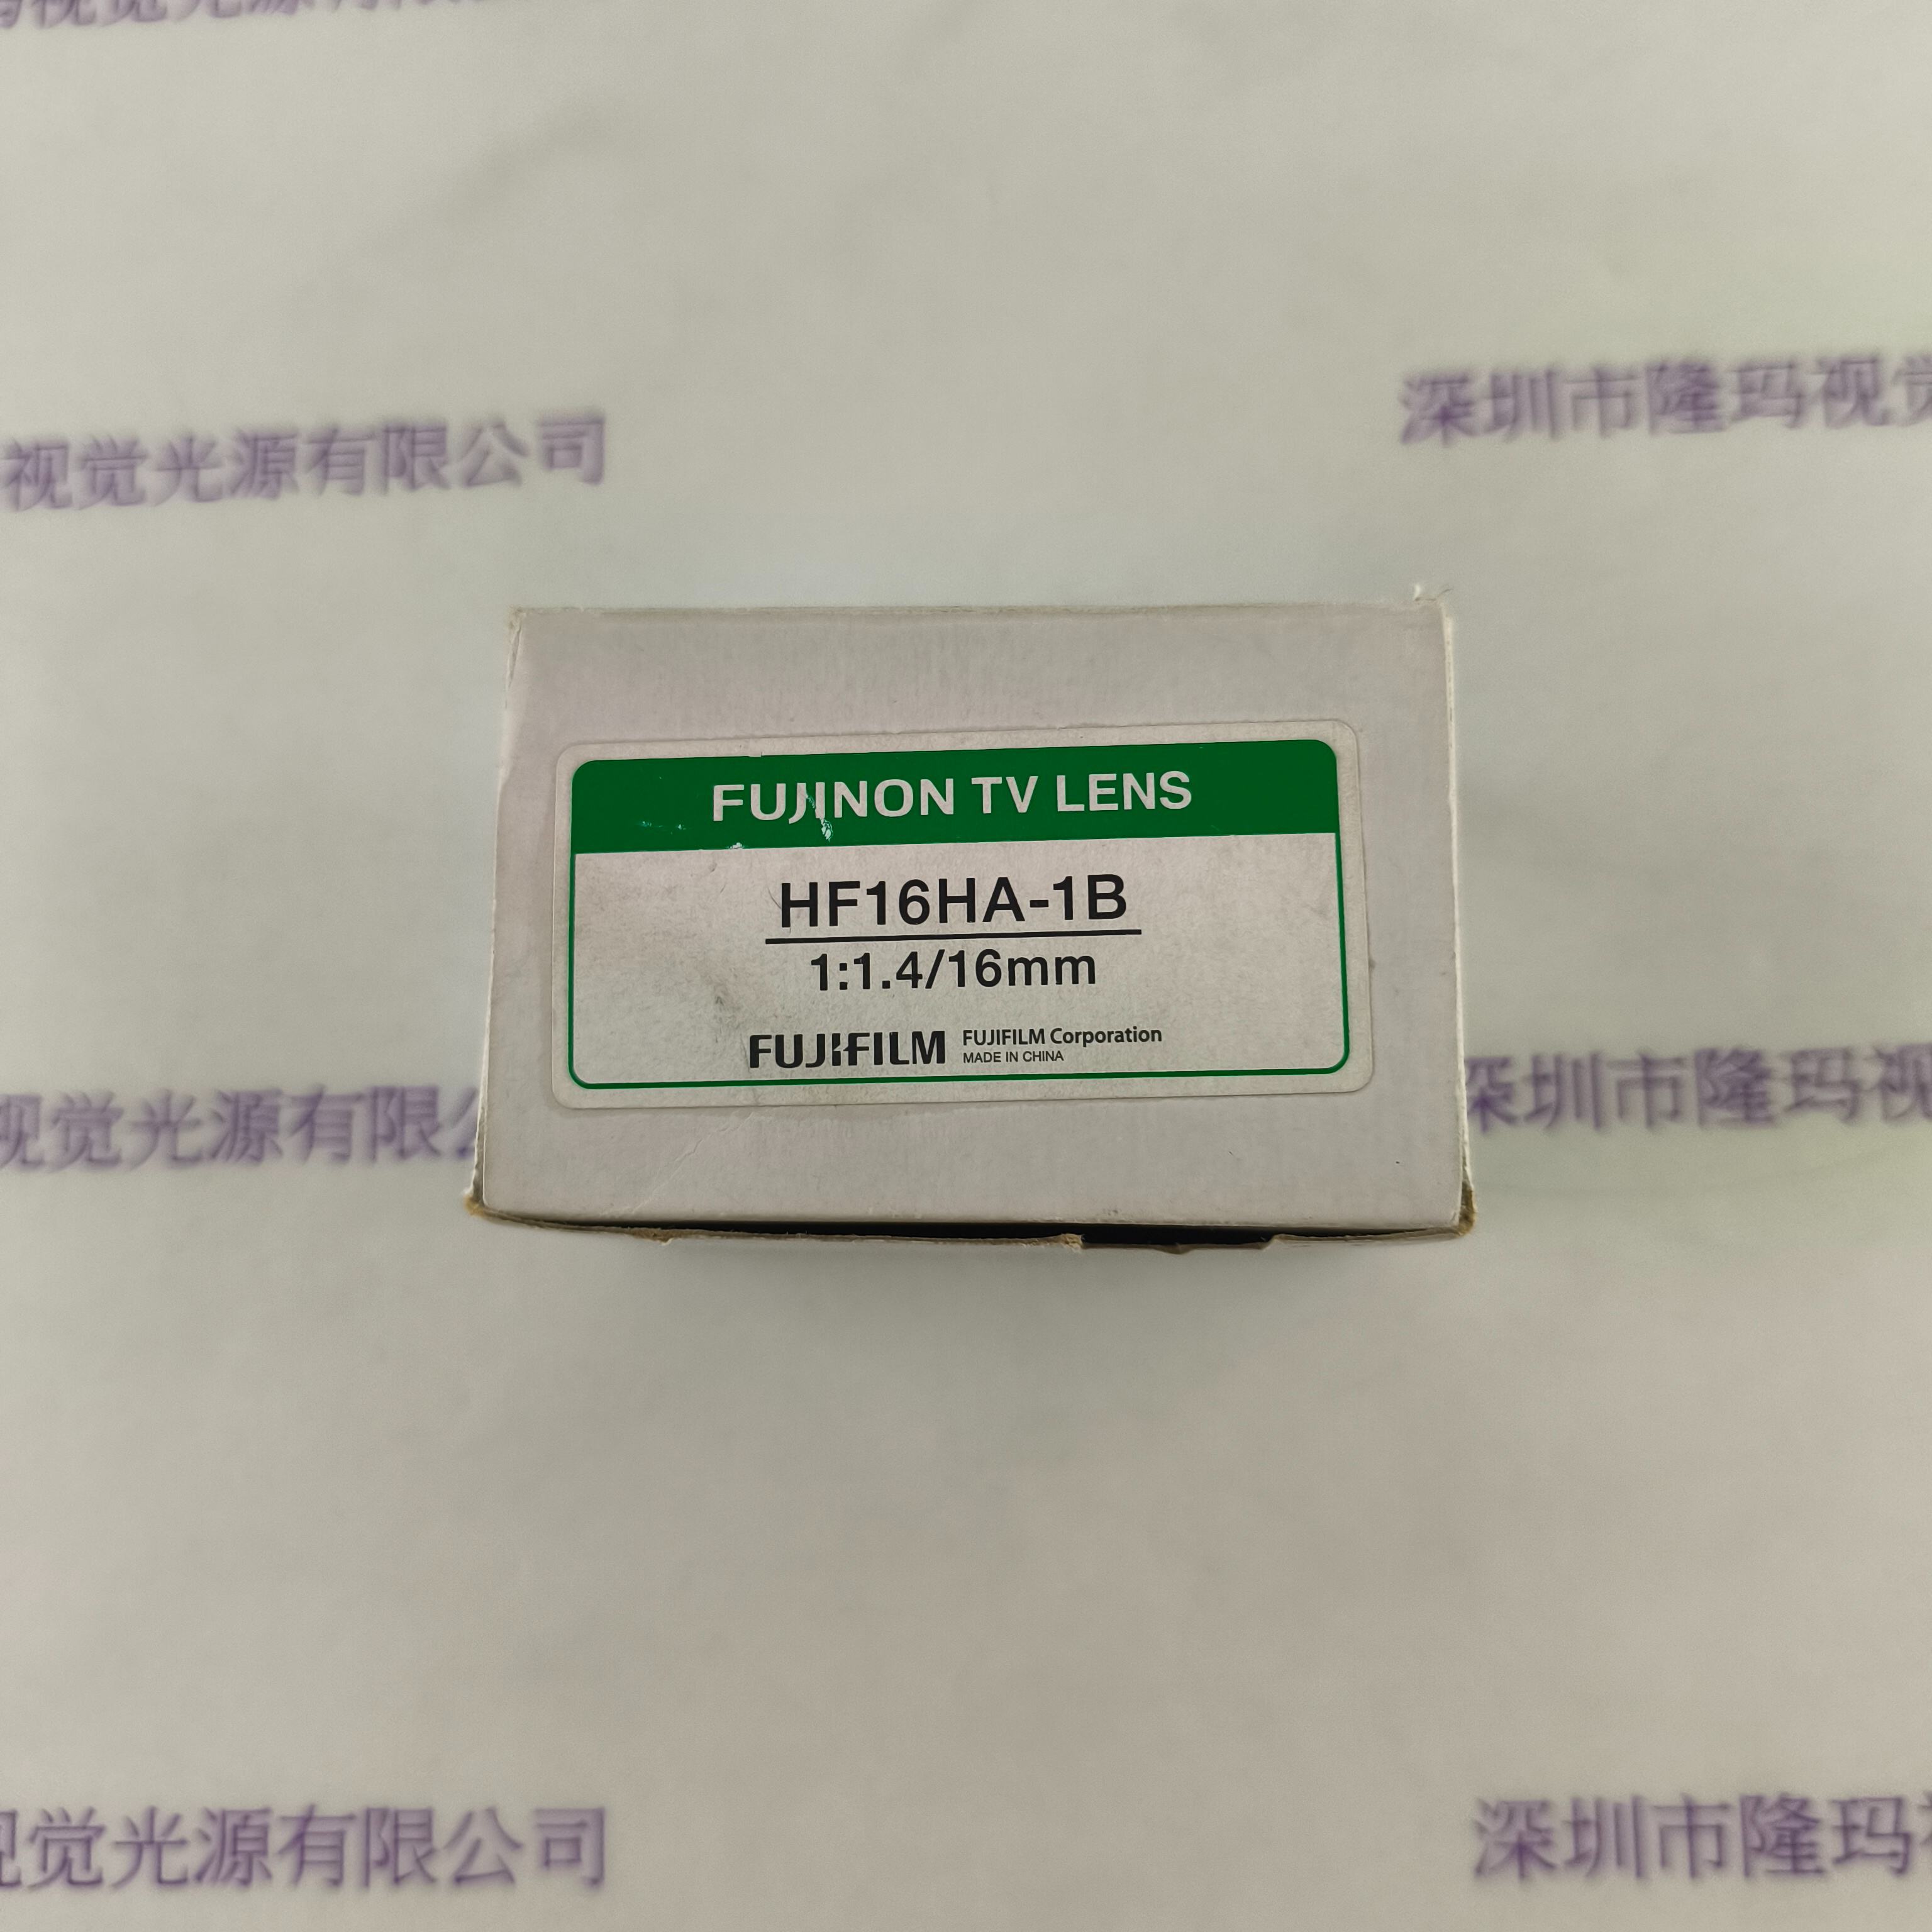 视觉光源有限公司
深圳市隆玛视觉
FUJINON TV LENS
HF16HA-1B
1:1.4/16mm
FUJIFILM FUJIFILM Corporation
MADE IN CHINA
视觉光源有限
深圳市隆玛视
视觉光源有限公司
深圳市隆玛视